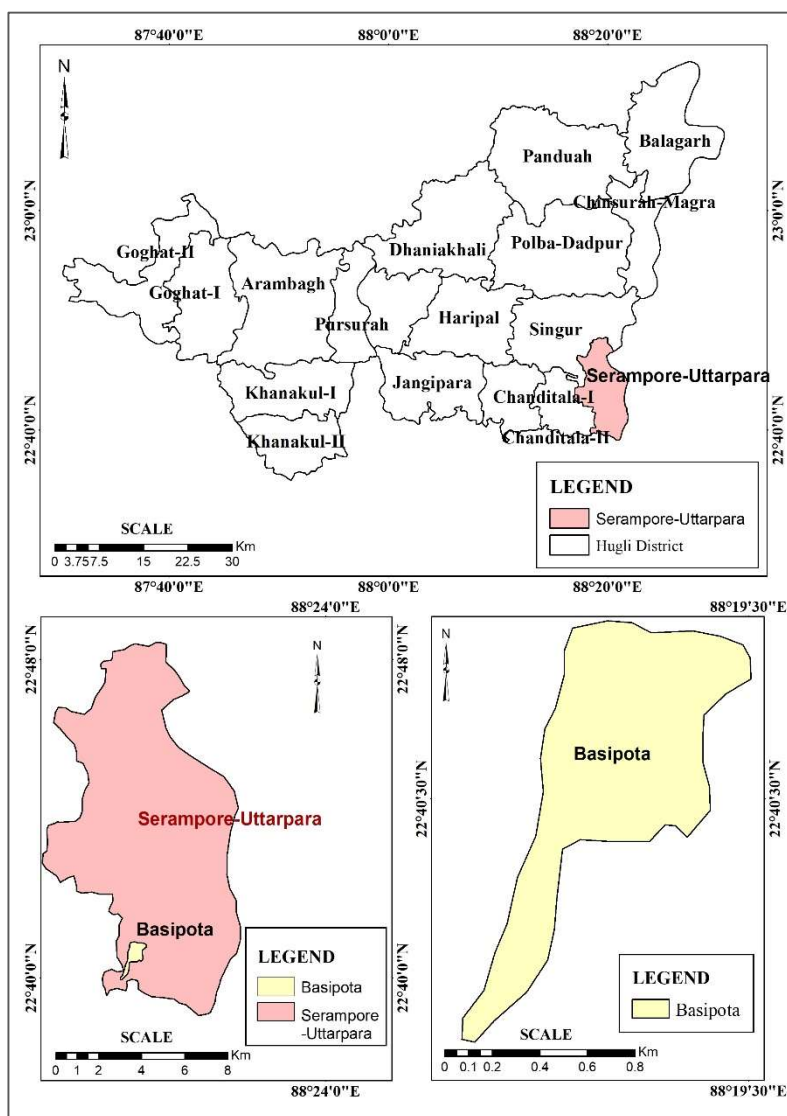 87°40'0"E 88°0'0"E 88°20'0"E
N
23°0'0"N
23°0'0"N
Balagarh
Panduah
Chinsurah-Magra
Goghat-II
Dhaniakhali
Polba-Dadpur
Goghat-I
Arambagh
Pursurah
Haripal
Singur
Serampore-Uttarpara
Khanakul-I
Jangipara
Chanditala-I
Khanakul-II
Chanditala-II
22°40'0"N
22°40'0"N
LEGEND
Serampore-Uttarpara
Hugli District
SCALE
Km
0 3.75 7.5 15 22.5 30
87°40'0"E 88°0'0"E 88°20'0"E
88°24'0"E
22°48'0"N
22°48'0"N
N
Serampore-Uttarpara
Basipota
22°40'0"N
22°40'0"N
LEGEND
Basipota
Serampore
-Uttarpara
SCALE
Km
0 1 2 4 6 8
88°24'0"E
88°19'30"E
N
Basipota
22°40'30"N
22°40'30"N
LEGEND
Basipota
SCALE
Km
0 0.1 0.2 0.4 0.6 0.8
88°19'30"E